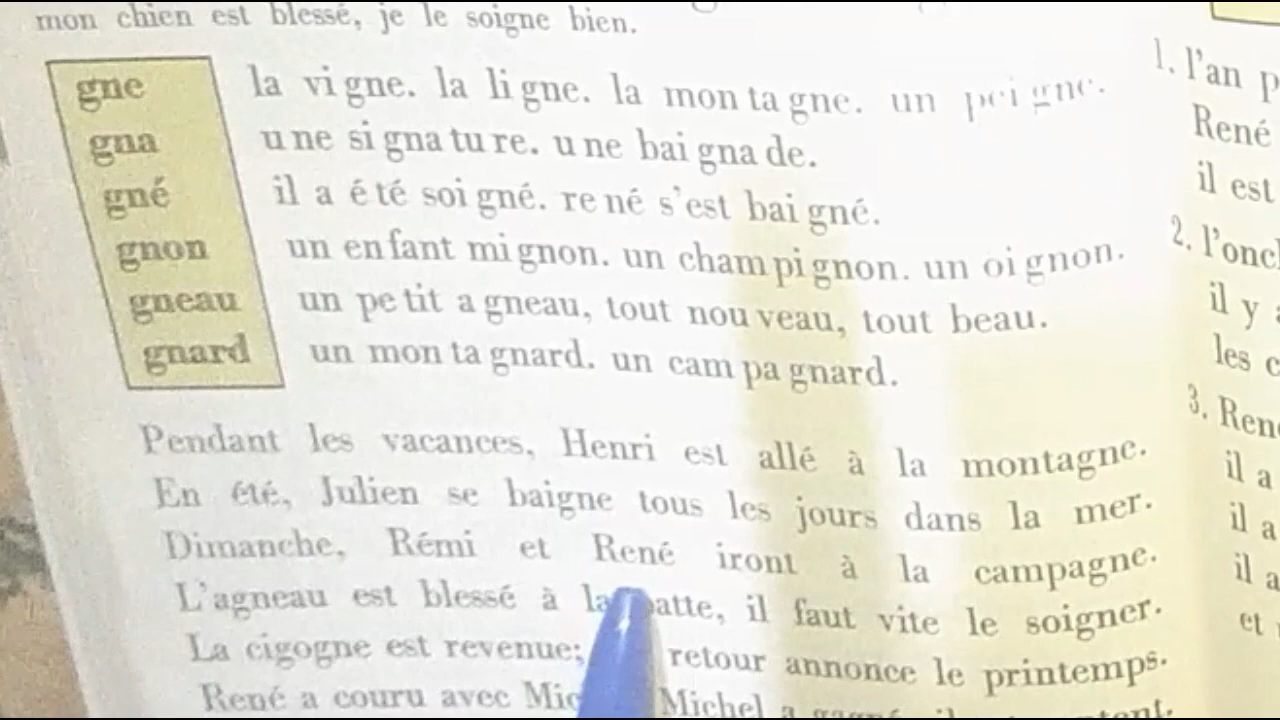 mon chien est blessé, je le soigne bien.
gne la vi gne. la li gne. la mon ta gne. un pei gne.
gna u ne si gna tu re. u ne bai gna de.
gné il a é té soi gné. re né s'est bai gné.
gnon un en fant mi gnon. un cham pi gnon. un oi gnon.
gneau un pe tit a gneau, tout nou veau, tout beau.
gnard un mon ta gnard. un cam pa gnard.
Pendant les vacances, Henri est allé à la montagne.
En été, Julien se baigne tous les jours dans la mer.
Dimanche, Rémi et René iront à la campagne.
L'agneau est blessé à la patte, il faut vite le soigner.
La cigogne est revenue; retour annonce le printemps.
René a couru avec Michel a gagné,
1. l'an
René
il est
2.
il y
les
3.
il a
il a
il a
et